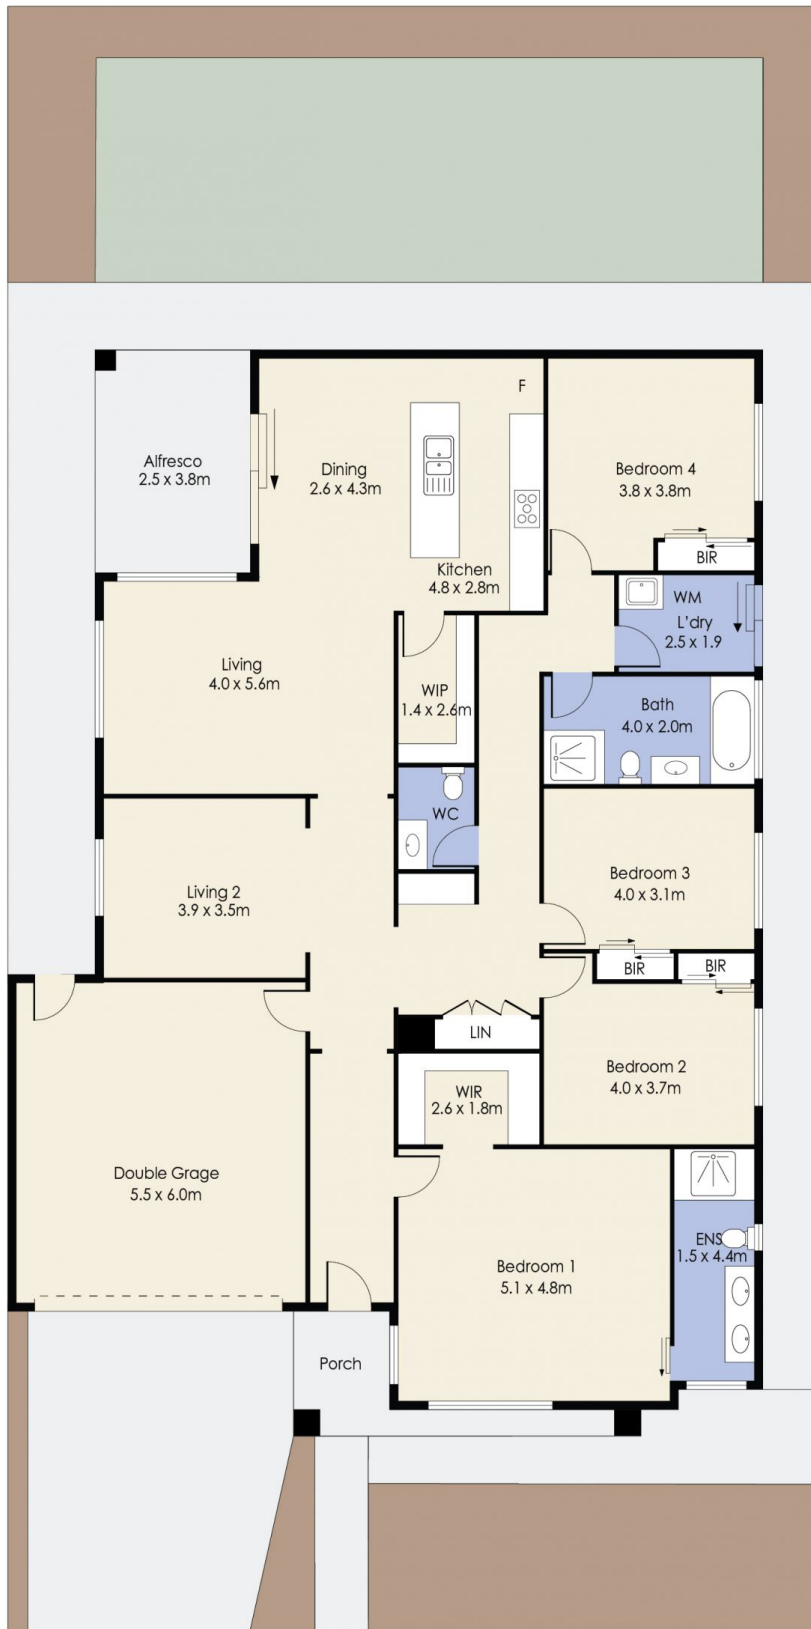 F
Alfresco
2.5 x 3.8m
Dining
2.6 x 4.3m
Bedroom 4
3.8 x 3.8m
BIR
Kitchen
4.8 x 2.8m
WM
L'dry
2.5 x 1.9
Living
4.0 x 5.6m
WIP
1.4 x 2.6m
Bath
4.0 x 2.0m
WC
Living 2
3.9 x 3.5m
Bedroom 3
4.0 x 3.1m
BIR
BIR
LIN
Bedroom 2
4.0 x 3.7m
WIR
2.6 x 1.8m
Double Grage
5.5 x 6.0m
ENS
1.5 x 4.4m
Bedroom 1
5.1 x 4.8m
Porch